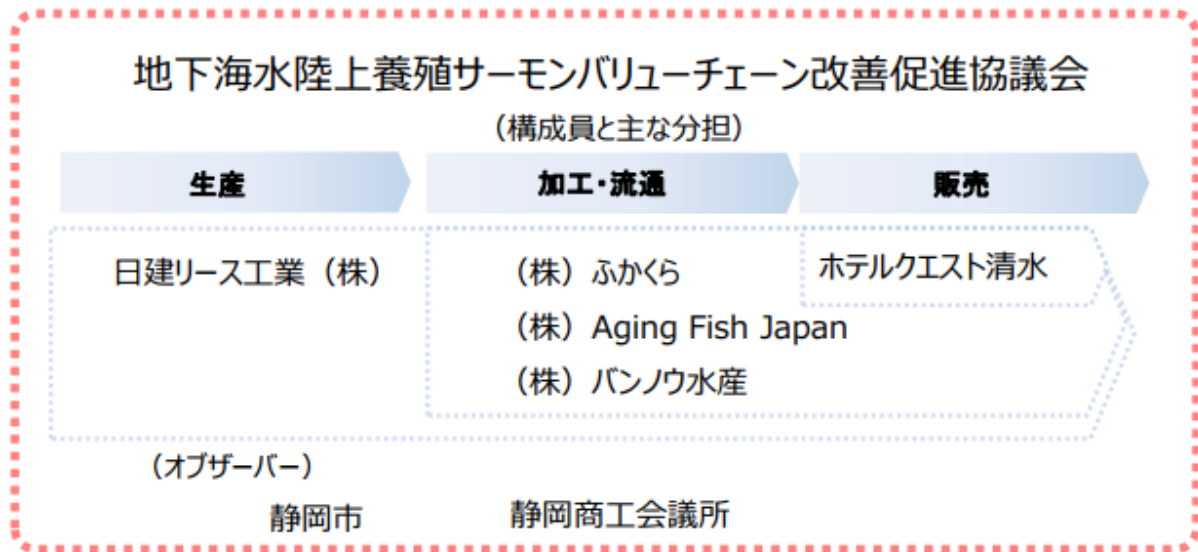 地下海水陸上養殖サーモンバリューチェーン改善促進協議会
（構成員と主な分担）
生産
加工・流通
販売
日建リース工業（株）
（株）ふかくら
（株）Aging Fish Japan
（株）バンノウ水産
ホテルクエスト清水
（オブザーバー）
静岡市
静岡商工会議所